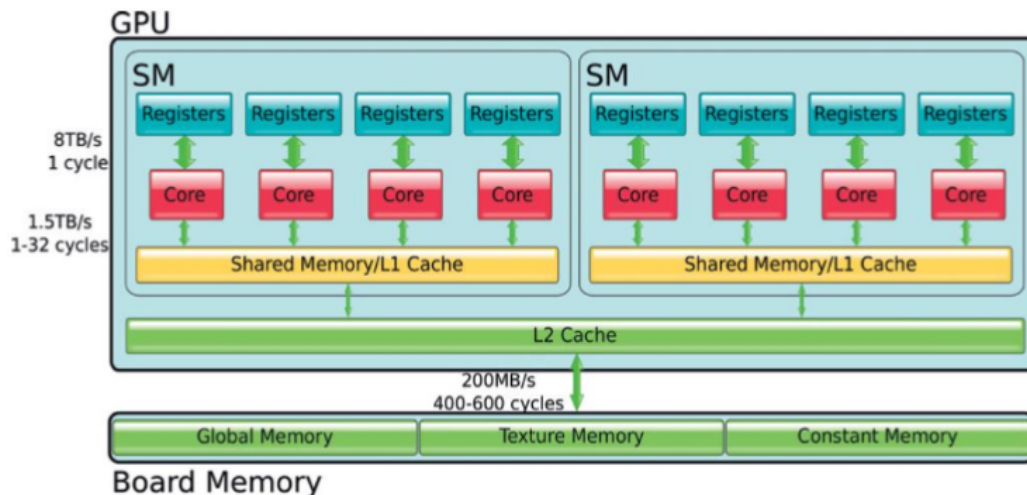 GPU
SM SM
Registers Registers Registers Registers Registers Registers Registers Registers
8TB/s
1 cycle
Core Core Core Core Core Core Core Core
1.5TB/s
1-32 cycles
Shared Memory/L1 Cache Shared Memory/L1 Cache
L2 Cache
200MB/s
400-600 cycles
Global Memory Texture Memory Constant Memory
Board Memory